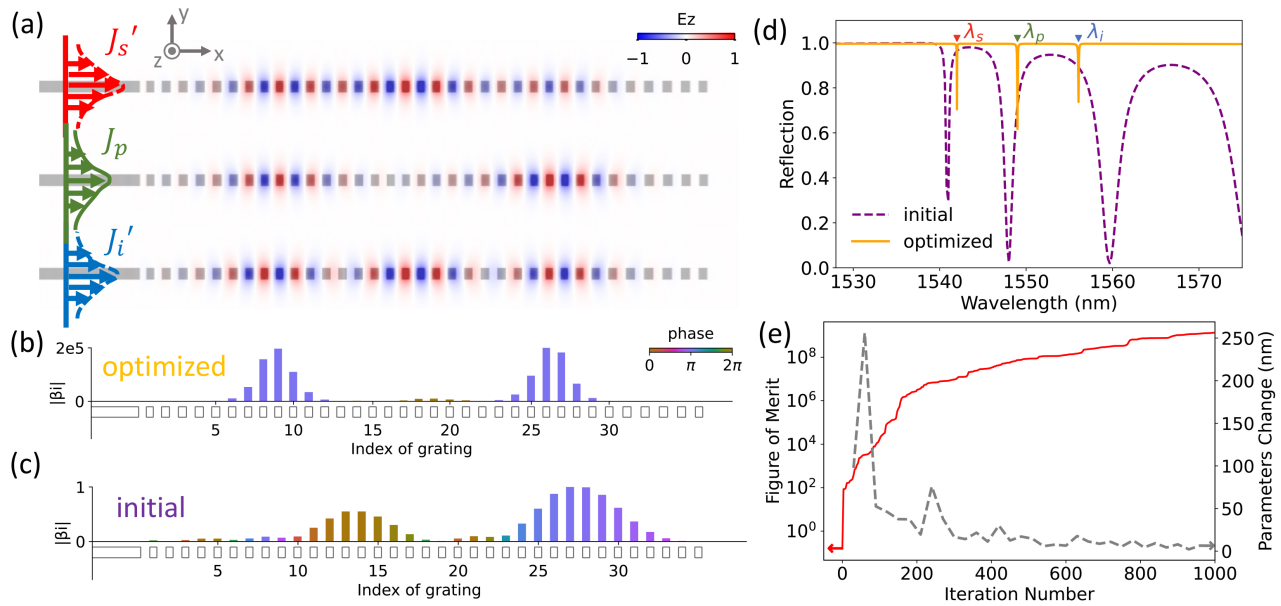 (a)
J_s'
y
z
x
Ez
−1 0 1
J_p
J_i'
(b)
optimized
phase
0 π 2π
2e5
0
|βi|
5 10 15 20 25 30
Index of grating
(c)
initial
1
0
|βi|
5 10 15 20 25 30
Index of grating
(d)
λ_s λ_p λ_i
1.0
0.8
0.6
0.4
0.2
0.0
Reflection
initial
optimized
1530 1540 1550 1560 1570
Wavelength (nm)
(e)
10^8
10^6
10^4
10^2
10^0
Figure of Merit
250
200
150
100
50
0
Parameters Change (nm)
0 200 400 600 800 1000
Iteration Number